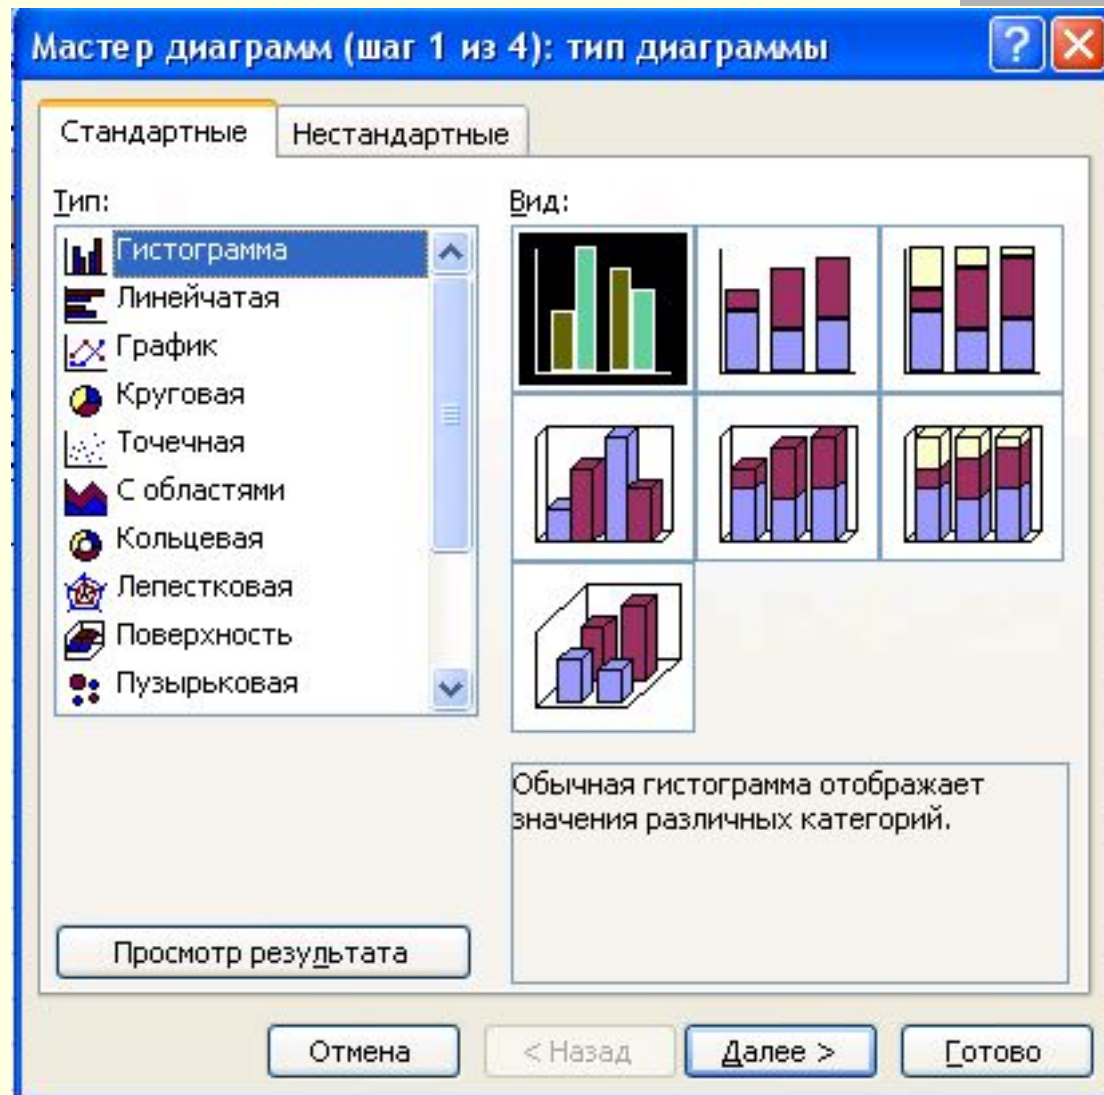 Мастер диаграмм (шаг 1 из 4): тип диаграммы
Стандартные
Нестандартные
Тип:
Гистограмма
Линейчатая
График
Круговая
Точечная
С областями
Кольцевая
Лепестковая
Поверхность
Пузырьковая
Вид:
Обычная гистограмма отображает
значения различных категорий.
Просмотр результата
Отмена
< Назад
Далее >
Готово